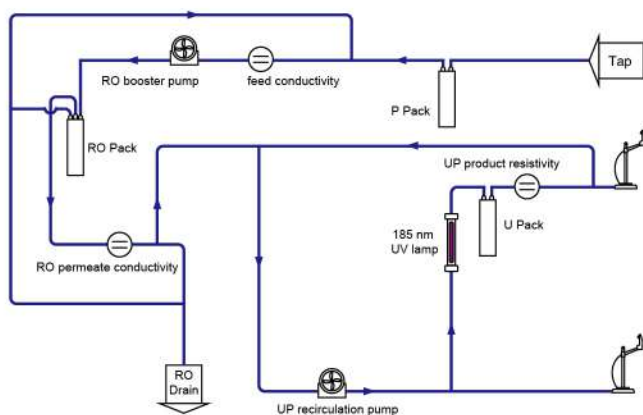 Tap
RO booster pump
feed conductivity
P Pack
RO Pack
UP product resistivity
U Pack
185 nm
UV lamp
RO permeate conductivity
RO
Drain
UP recirculation pump